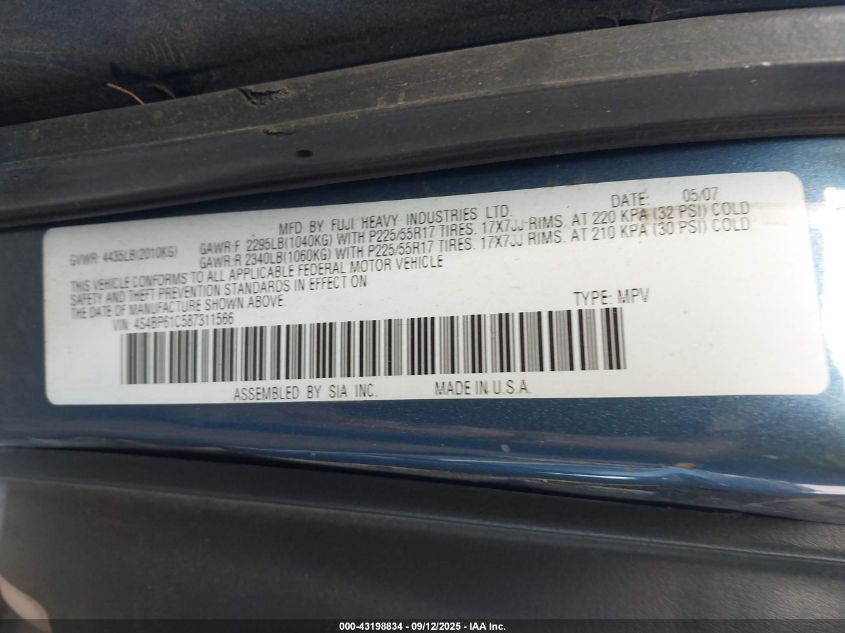 MFD BY FUJI HEAVY INDUSTRIES LTD. DATE: 05/07
GVWR: 4435LB(2010KG) GAWR:F 2295LB(1040KG) WITH P225/55R17 TIRES. 17X7JJ RIMS. AT 220 KPA (32 PSI) COLD
GAWR:R 2340LB(1060KG) WITH P225/55R17 TIRES. 17X7JJ RIMS. AT 210 KPA (30 PSI) COLD
THIS VEHICLE CONFORMS TO ALL APPLICABLE FEDERAL MOTOR VEHICLE
SAFETY AND THEFT PREVENTION STANDARDS IN EFFECT ON
THE DATE OF MANUFACTURE SHOWN ABOVE.
VIN: 4S4BP61C587311566 TYPE: MPV
ASSEMBLED BY SIA INC. MADE IN U.S.A.
000-43198834 - 09/12/2025 - IAA Inc.